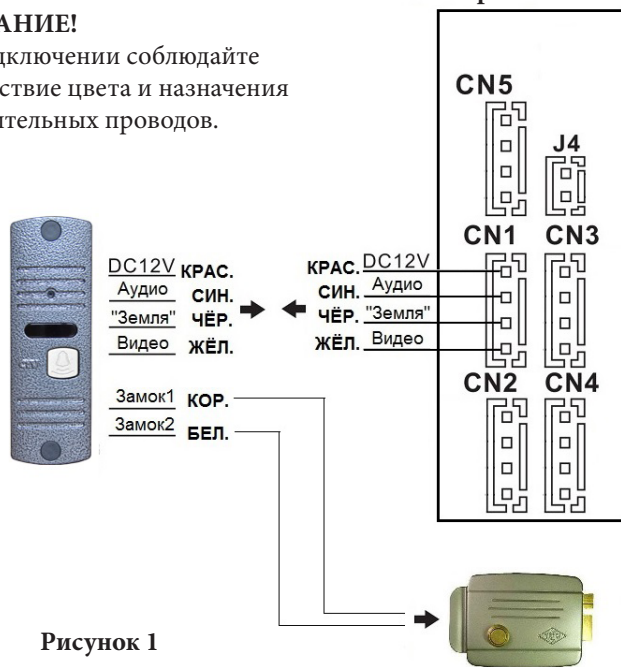 АНИЕ!
дключении соблюдайте
ствие цвета и назначения
ительных проводов.
CN5
J4
CN1 CN3
DC12V КРАС.
Аудио СИН.
"Земля" ЧЁР.
Видео ЖЁЛ.
КРАС. DC12V
СИН. Аудио
ЧЁР. "Земля"
ЖЁЛ. Видео
CN2 CN4
Замок1 КОР.
Замок2 БЕЛ.
Рисунок 1